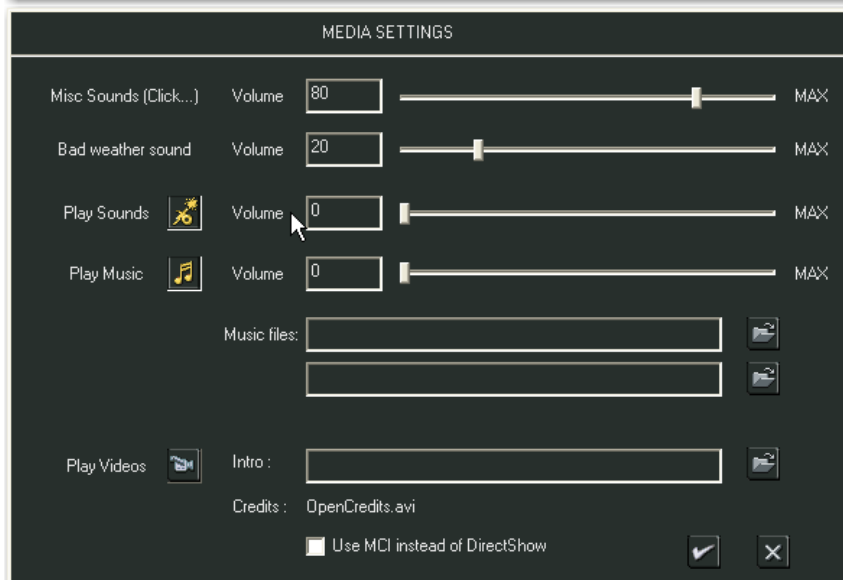 MEDIA SETTINGS
Misc Sounds (Click...) Volume 80 MAX
Bad weather sound Volume 20 MAX
Play Sounds Volume 0 MAX
Play Music Volume 0 MAX
Music files:
Play Videos Intro :
Credits : OpenCredits.avi
Use MCI instead of DirectShow